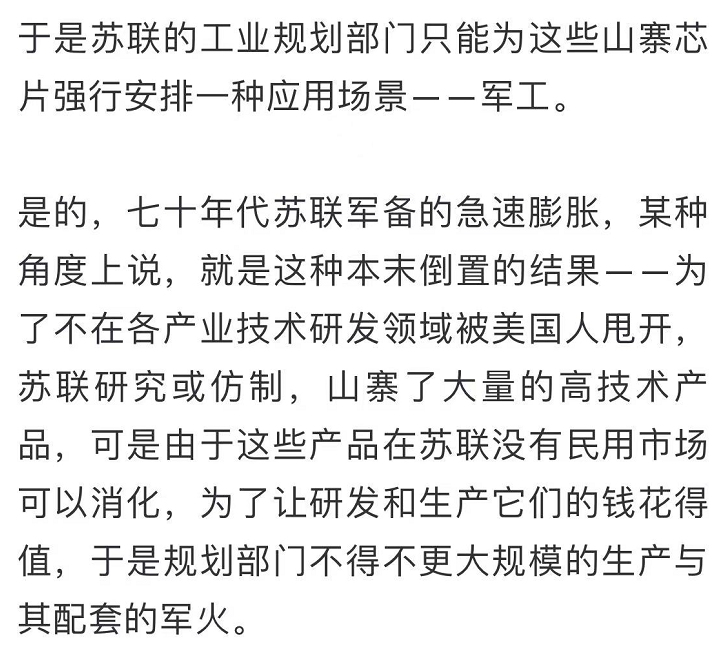 于是苏联的工业规划部门只能为这些山寨芯
片强行安排一种应用场景——军工。
是的，七十年代苏联军备的急速膨胀，某种
角度上说，就是这种本末倒置的结果——为
了不在各产业技术研发领域被美国人甩开，
苏联研究或仿制，山寨了大量的高技术产
品，可是由于这些产品在苏联没有民用市场
可以消化，为了让研发和生产它们的钱花得
值，于是规划部门不得不更大规模的生产与
其配套的军火。